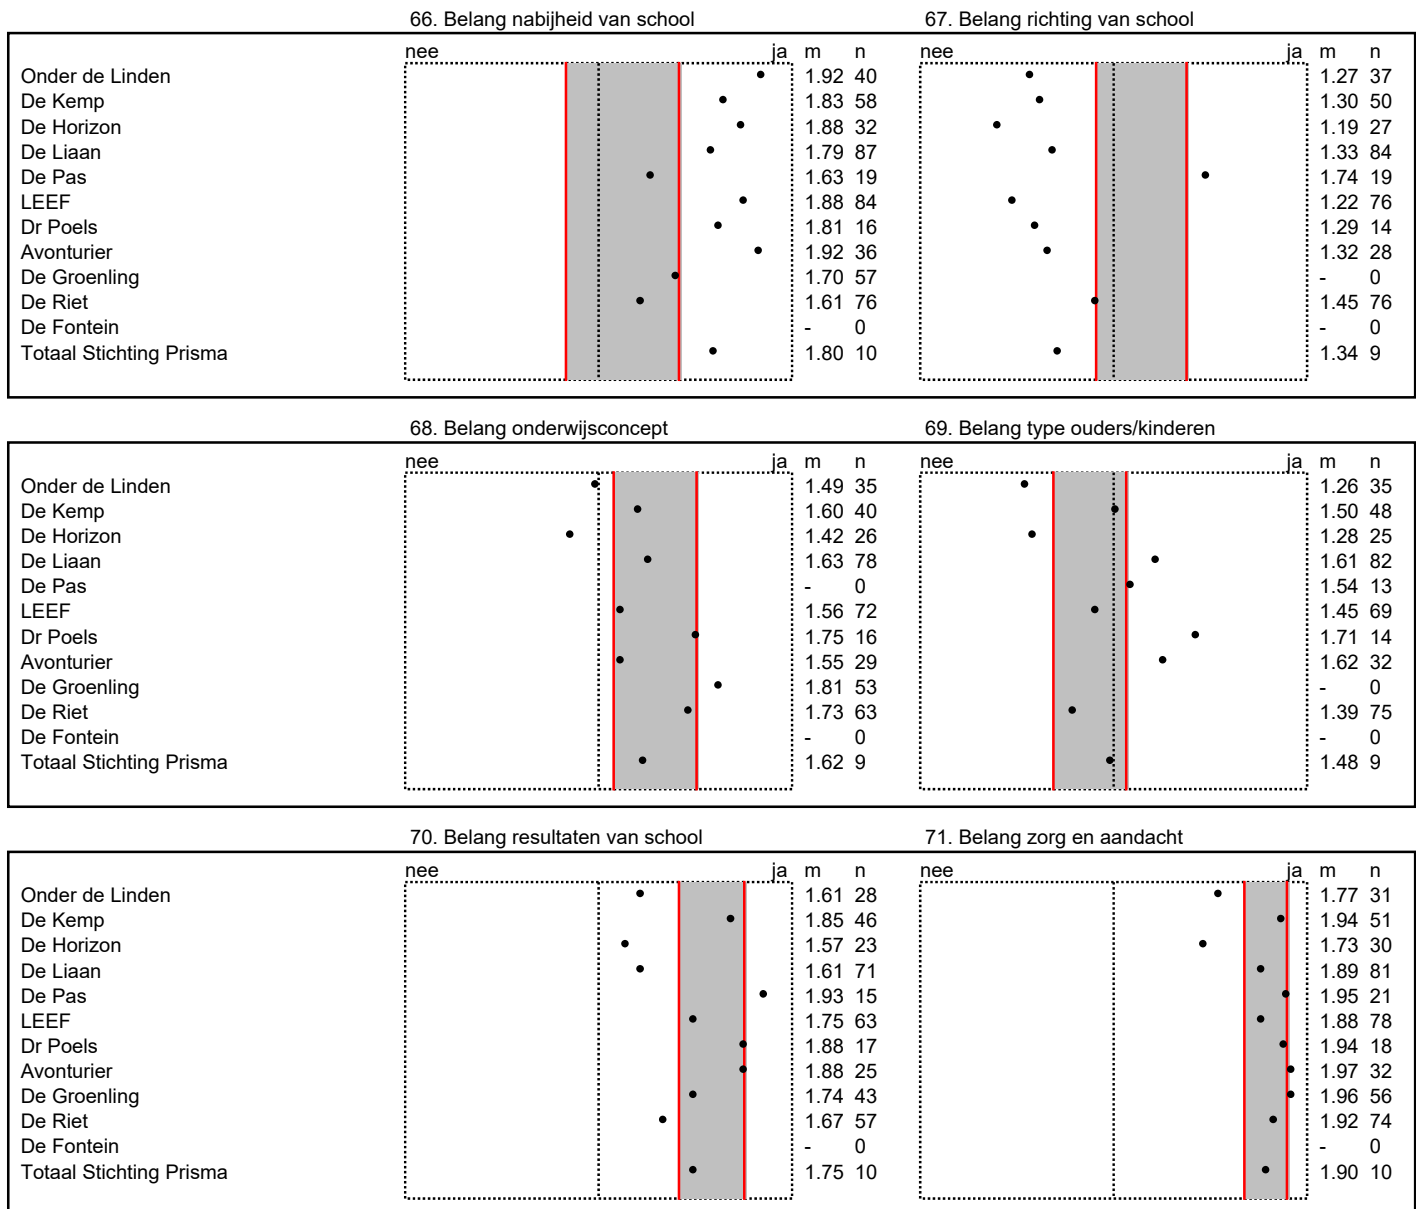 66. Belang nabijheid van school 67. Belang richting van school
nee ja m n nee ja m n
Onder de Linden 1.92 40 1.27 37
De Kemp 1.83 58 1.30 50
De Horizon 1.88 32 1.19 27
De Liaan 1.79 87 1.33 84
De Pas 1.63 19 1.74 19
LEEF 1.88 84 1.22 76
Dr Poels 1.81 16 1.29 14
Avonturier 1.92 36 1.32 28
De Groenling 1.70 57 - 0
De Riet 1.61 76 1.45 76
De Fontein - 0 - 0
Totaal Stichting Prisma 1.80 10 1.34 9
68. Belang onderwijsconcept 69. Belang type ouders/kinderen
nee ja m n nee ja m n
Onder de Linden 1.49 35 1.26 35
De Kemp 1.60 40 1.50 48
De Horizon 1.42 26 1.28 25
De Liaan 1.63 78 1.61 82
De Pas - 0 1.54 13
LEEF 1.56 72 1.45 69
Dr Poels 1.75 16 1.71 14
Avonturier 1.55 29 1.62 32
De Groenling 1.81 53 - 0
De Riet 1.73 63 1.39 75
De Fontein - 0 - 0
Totaal Stichting Prisma 1.62 9 1.48 9
70. Belang resultaten van school 71. Belang zorg en aandacht
nee ja m n nee ja m n
Onder de Linden 1.61 28 1.77 31
De Kemp 1.85 46 1.94 51
De Horizon 1.57 23 1.73 30
De Liaan 1.61 71 1.89 81
De Pas 1.93 15 1.95 21
LEEF 1.75 63 1.88 78
Dr Poels 1.88 17 1.94 18
Avonturier 1.88 25 1.97 32
De Groenling 1.74 43 1.96 56
De Riet 1.67 57 1.92 74
De Fontein - 0 - 0
Totaal Stichting Prisma 1.75 10 1.90 10